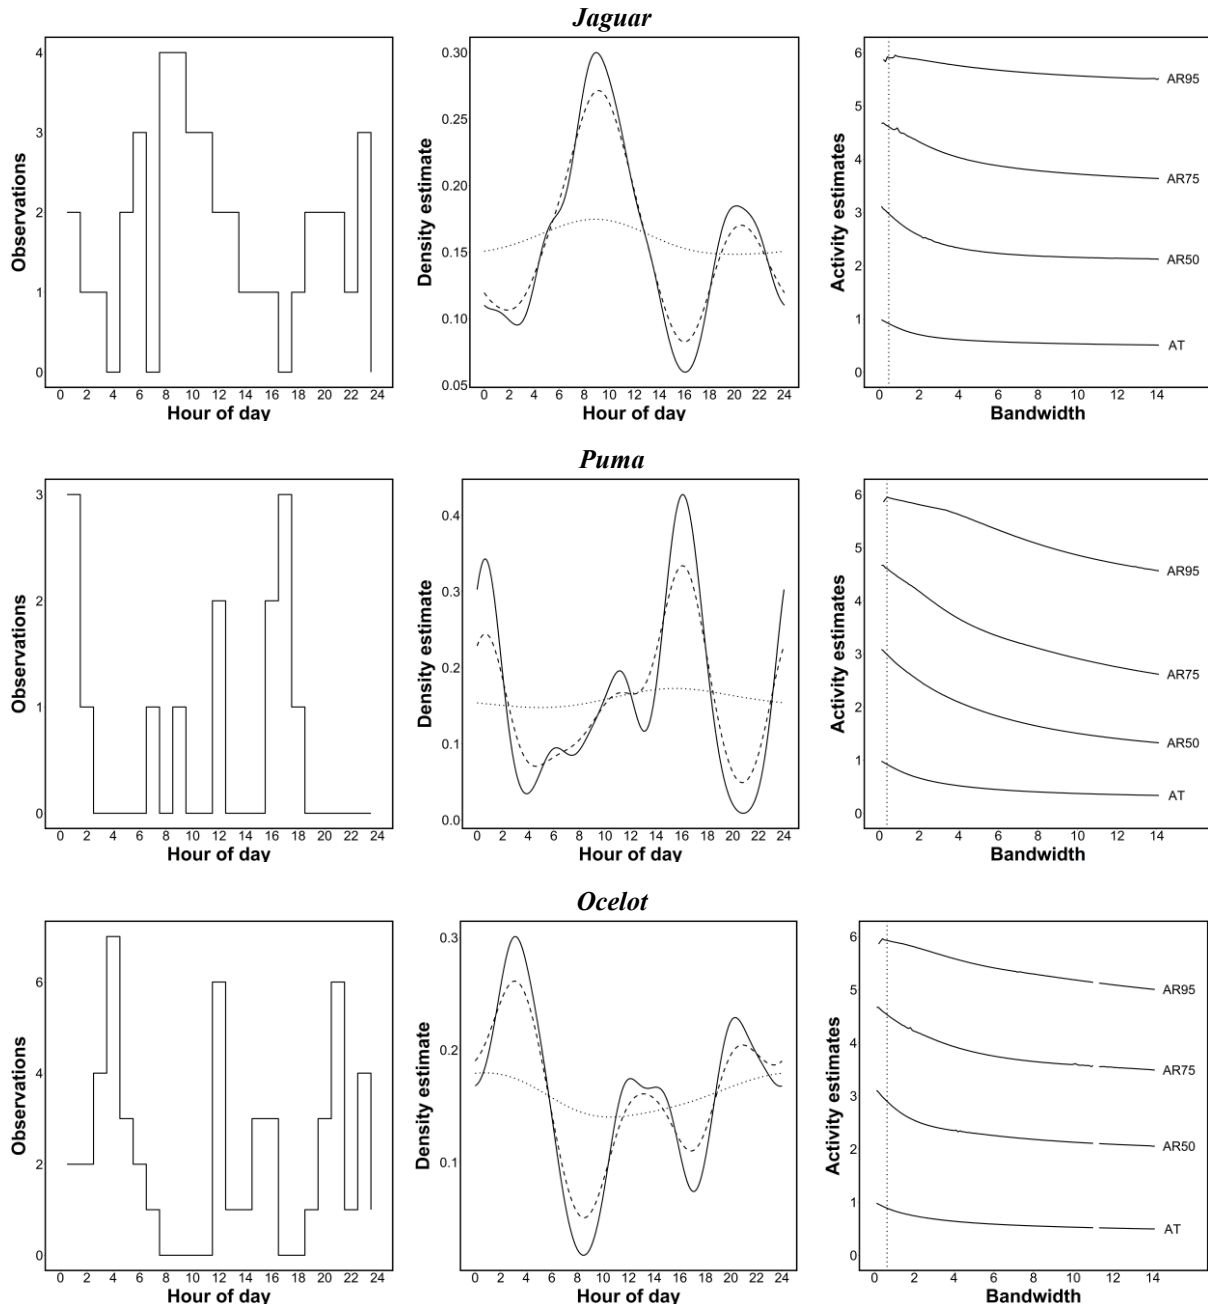 Jaguar
Observations
4
3
2
1
0
0 2 4 6 8 10 12 14 16 18 20 22 24
Hour of day
Density estimate
0.30
0.25
0.20
0.15
0.10
0.05
0 2 4 6 8 10 12 14 16 18 20 22 24
Hour of day
Activity estimates
6
5
4
3
2
1
0
AR95
AR75
AR50
AT
0 2 4 6 8 10 12 14
Bandwidth
Puma
Observations
3
2
1
0
0 2 4 6 8 10 12 14 16 18 20 22 24
Hour of day
Density estimate
0.4
0.3
0.2
0.1
0.0
0 2 4 6 8 10 12 14 16 18 20 22 24
Hour of day
Activity estimates
6
5
4
3
2
1
0
AR95
AR75
AR50
AT
0 2 4 6 8 10 12 14
Bandwidth
Ocelot
Observations
6
4
2
0
0 2 4 6 8 10 12 14 16 18 20 22 24
Hour of day
Density estimate
0.3
0.2
0.1
0 2 4 6 8 10 12 14 16 18 20 22 24
Hour of day
Activity estimates
6
5
4
3
2
1
0
AR95
AR75
AR50
AT
0 2 4 6 8 10 12 14
Bandwidth